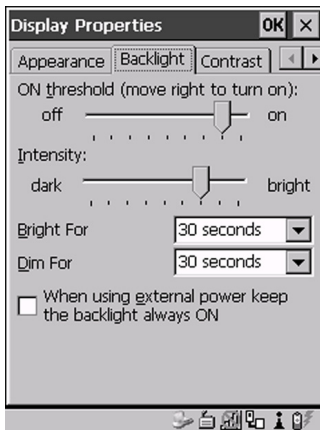 Display Properties OK ×
Appearance Backlight Contrast
ON threshold (move right to turn on):
off on
Intensity:
dark bright
Bright For 30 seconds
Dim For 30 seconds
When using external power keep
the backlight always ON